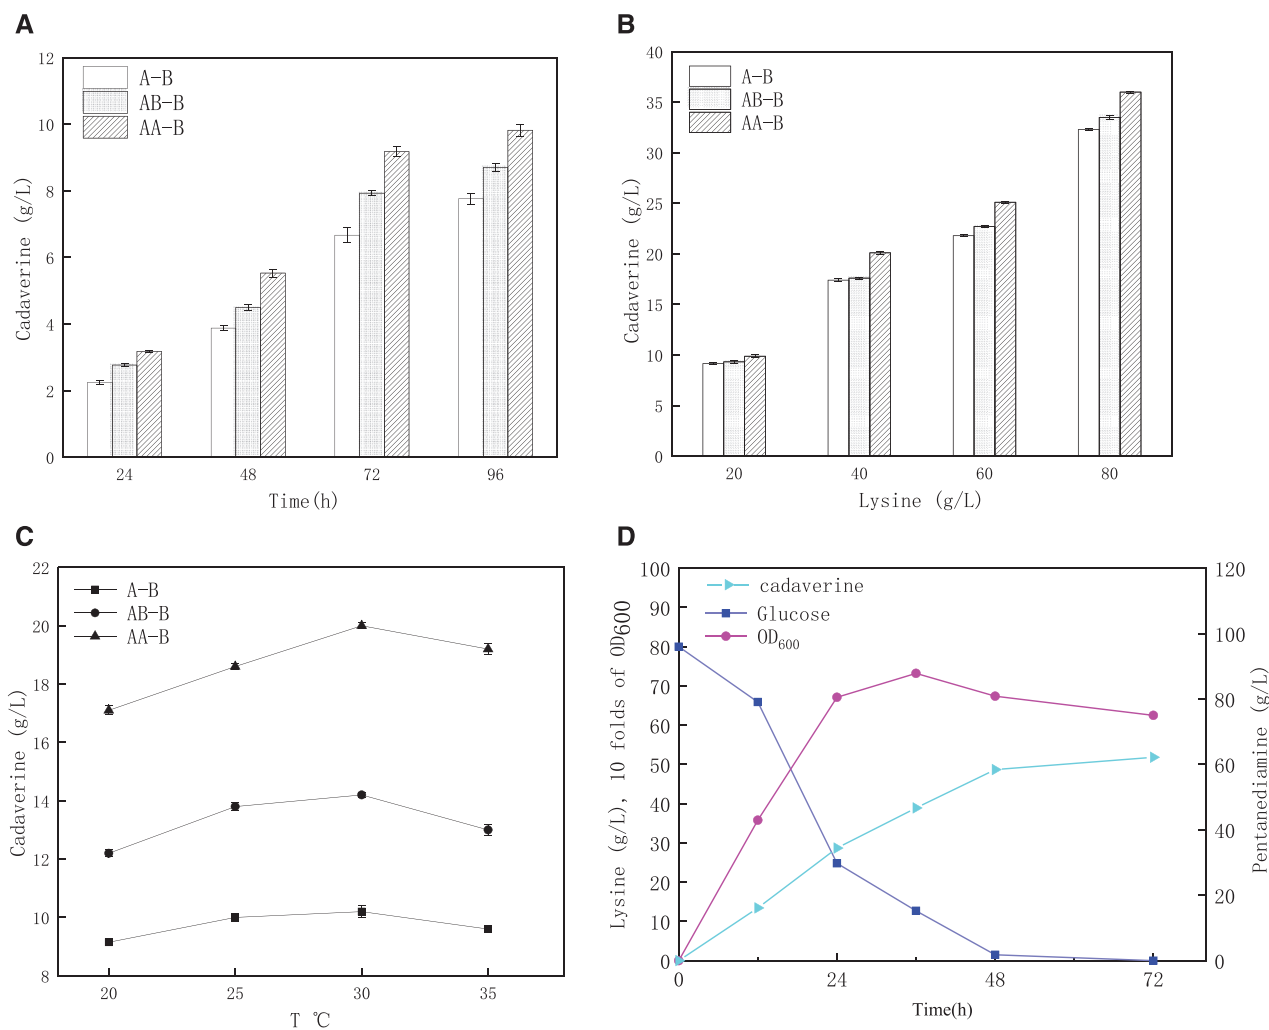 A
12
10
8
6
4
2
0
A-B
AB-B
AA-B
Cadaverine (g/L)
24 48 72 96
Time(h)
B
40
35
30
25
20
15
10
5
0
A-B
AB-B
AA-B
Cadaverine (g/L)
20 40 60 80
Lysine (g/L)
C
22
20
18
16
14
12
10
8
A-B
AB-B
AA-B
Cadaverine (g/L)
20 25 30 35
T ℃
D
100
90
80
70
60
50
40
30
20
10
0
cadaverine
Glucose
OD600
Lysine (g/L), 10 folds of OD600
120
100
80
60
40
20
0
Pentanediamine (g/L)
0 24 48 72
Time(h)